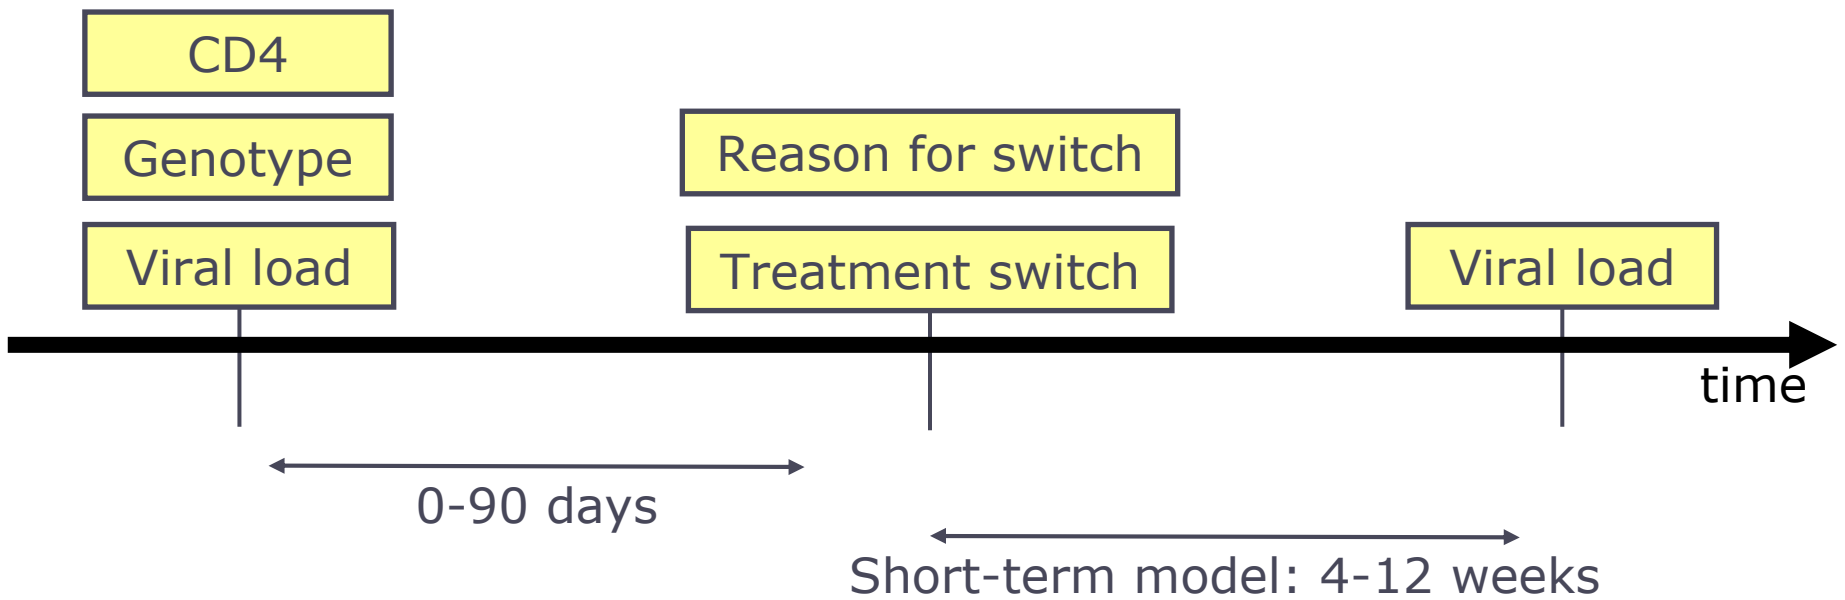 CD4
Genotype
Viral load
Reason for switch
Treatment switch
Viral load
time
0-90 days
Short-term model: 4-12 weeks